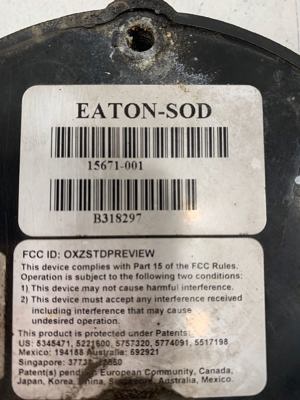 EATON-SOD
15671-001
B318297
FCC ID: OXZSTDPREVIEW
This device complies with Part 15 of the FCC Rules.
Operation is subject to the following two conditions:
1) This device may not cause harmful interference.
2) This device must accept any interference received
including interference that may cause
undesired operation.
This product is protected under Patents:
US: 5345471, 5221600, 5757320, 5774091, 5517198
Mexico: 194188 Australia: 692921
Singapore:
Patent(s) pending in European Community, Canada,
Japan, Korea, China, Singapore, Australia, Mexico.